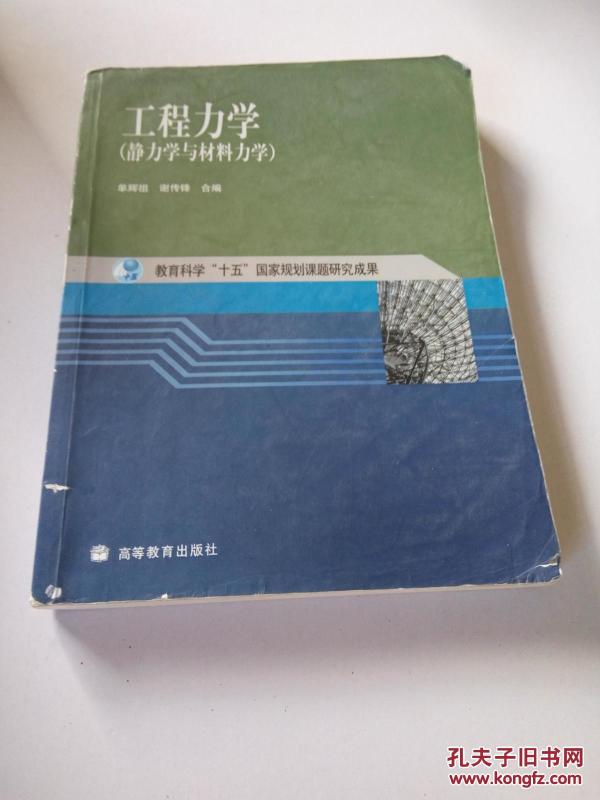 工程力学
(静力学与材料力学)
单辉祖 谢传锋 合编
十五
教育科学“十五”国家规划课题研究成果
高等教育出版社
孔夫子旧书网
www.kongfz.com